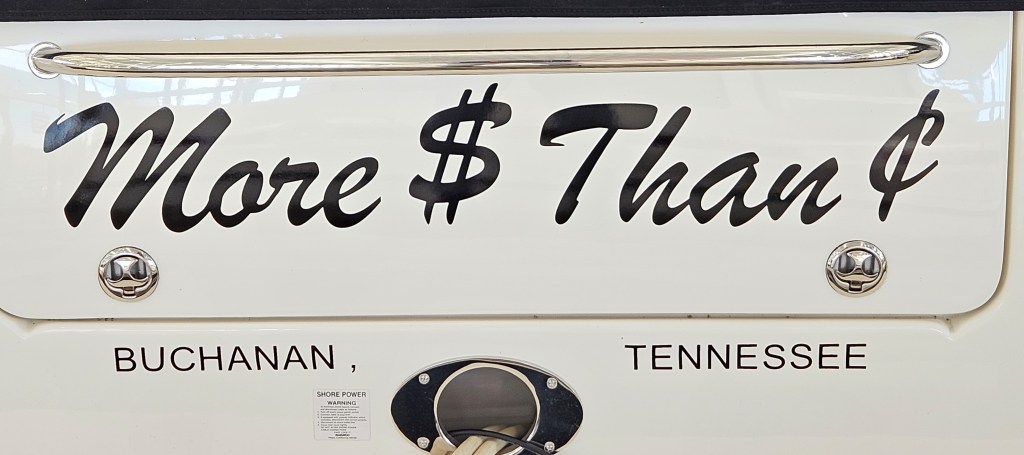 More $ Than ¢
BUCHANAN , TENNESSEE
SHORE POWER
WARNING